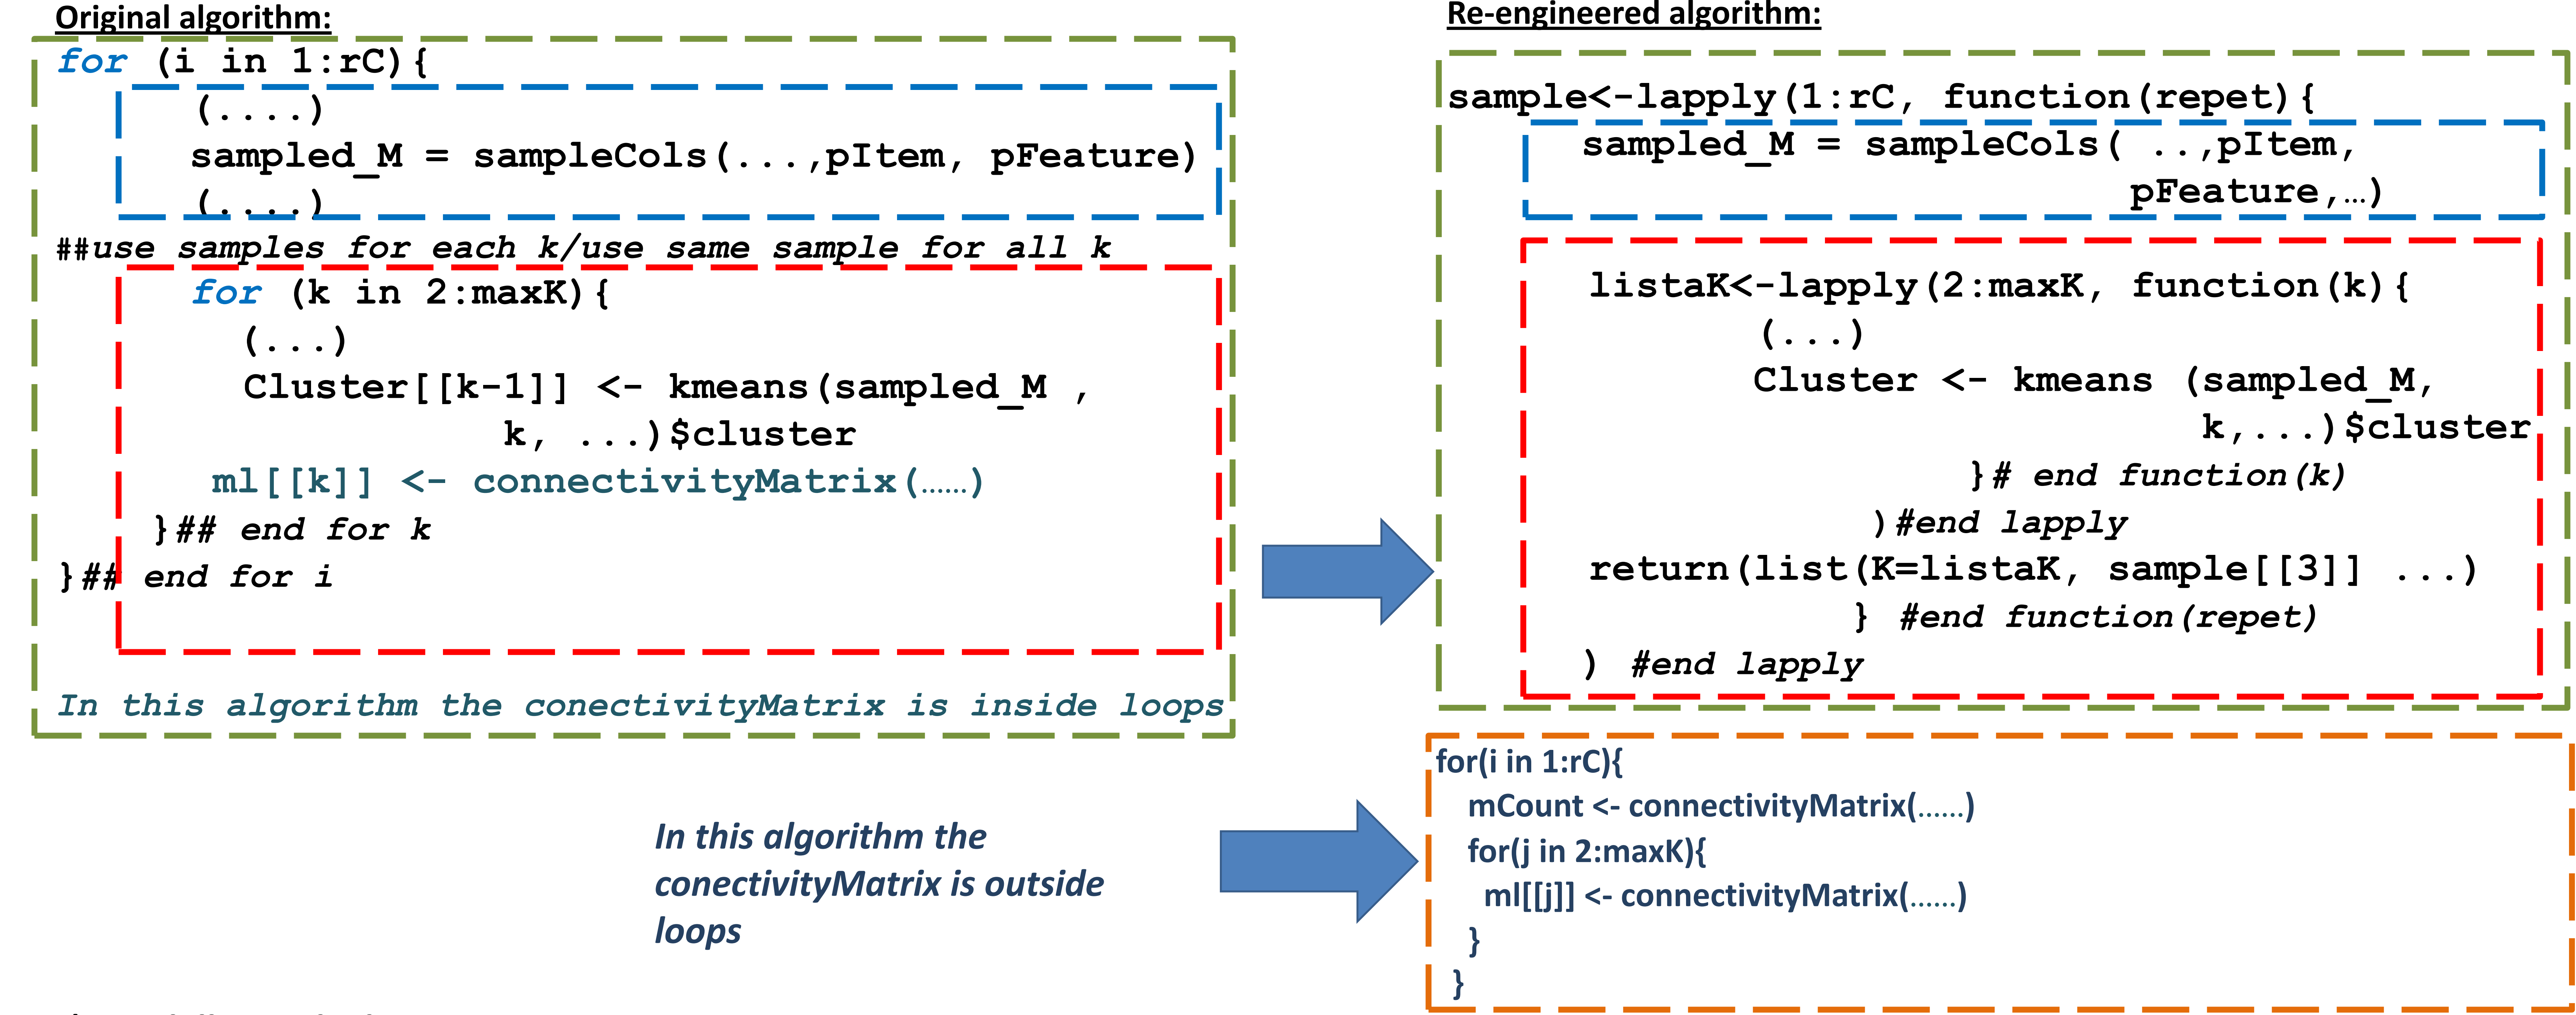 Original algorithm:
for (i in 1:rC){
(....)
sampled_M = sampleCols(...,pItem, pFeature)
(....)
##use samples for each k/use same sample for all k
for (k in 2:maxK){
(...)
Cluster[[k-1]] <- kmeans(sampled_M ,
k, ...)$cluster
ml[[k]] <- connectivityMatrix(......)
}## end for k
}## end for i
In this algorithm the conectivityMatrix is inside loops
Re-engineered algorithm:
sample<-lapply(1:rC, function(repet){
sampled_M = sampleCols( ..,pItem,
pFeature,...)
listaK<-lapply(2:maxK, function(k){
(...)
Cluster <- kmeans (sampled_M,
k,...)$cluster
}# end function(k)
)#end lapply
return(list(K=listaK, sample[[3]] ...)
} #end function(repet)
) #end lapply
In this algorithm the
conectivityMatrix is outside
loops
for(i in 1:rC){
mCount <- connectivityMatrix(......)
for(j in 2:maxK){
ml[[j]] <- connectivityMatrix(......)
}
}